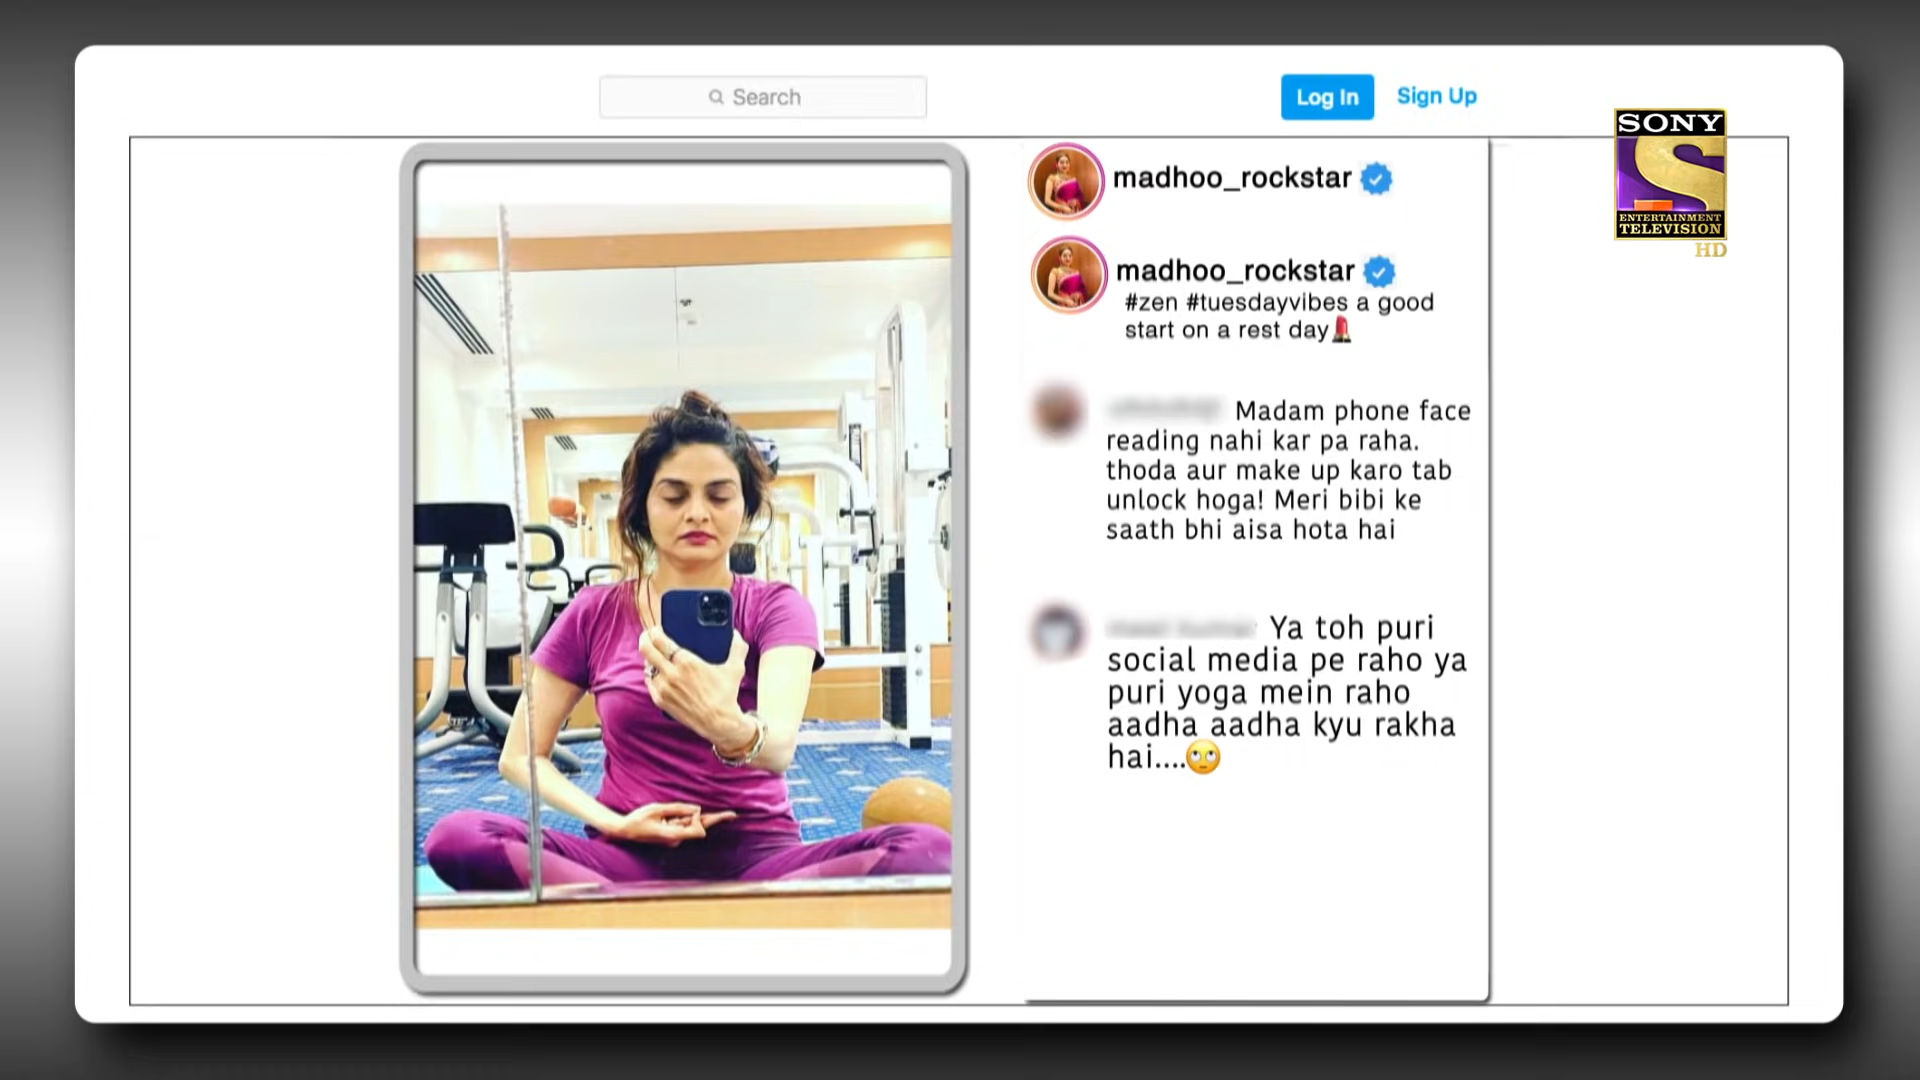 Search
Log In
Sign Up
SONY
ENTERTAINMENT
TELEVISION
HD
madhoo_rockstar
madhoo_rockstar
#zen #tuesdayvibes a good
start on a rest day💄
Madam phone face
reading nahi kar pa raha.
thoda aur make up karo tab
unlock hoga! Meri bibi ke
saath bhi aisa hota hai
Ya toh puri
social media pe raho ya
puri yoga mein raho
aadha aadha kyu rakha
hai....🙄